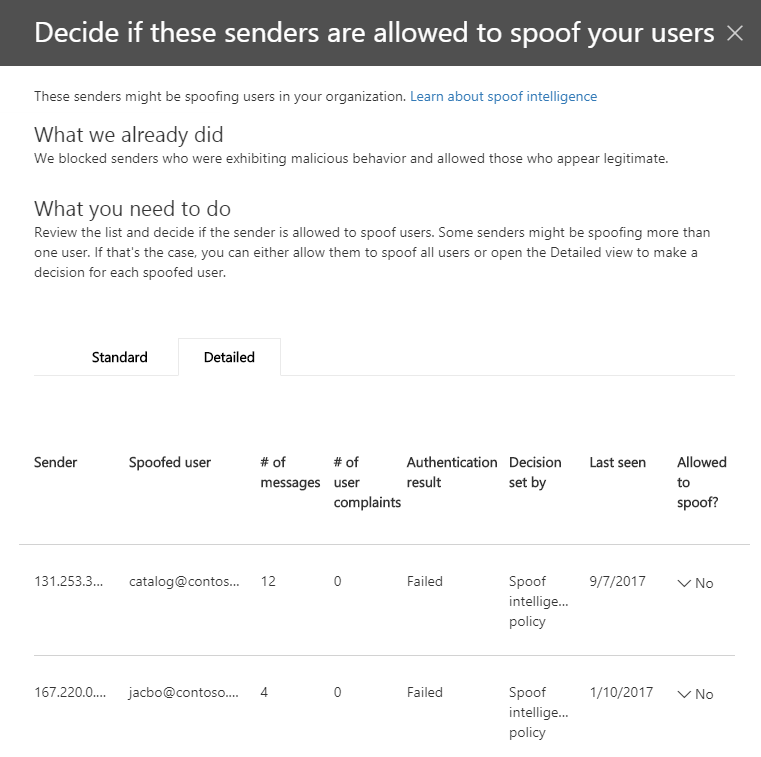 Decide if these senders are allowed to spoof your users
These senders might be spoofing users in your organization. Learn about spoof intelligence
What we already did
We blocked senders who were exhibiting malicious behavior and allowed those who appear legitimate.
What you need to do
Review the list and decide if the sender is allowed to spoof users. Some senders might be spoofing more than
one user. If that's the case, you can either allow them to spoof all users or open the Detailed view to make a
decision for each spoofed user.
Standard Detailed
Sender Spoofed user # of # of Authentication Decision Last seen Allowed
messages user result set by to
complaints spoof?
131.253.3... catalog@contos... 12 0 Failed Spoof 9/7/2017 No
intellige...
policy
167.220.0.... jacbo@contoso.... 4 0 Failed Spoof 1/10/2017 No
intellige...
policy